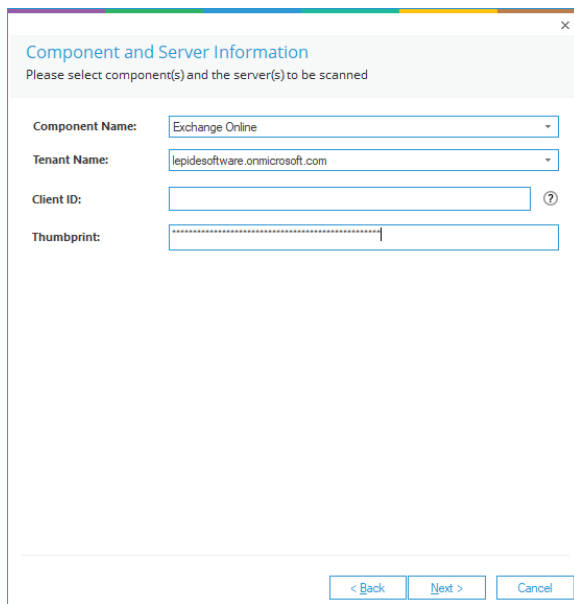 Component and Server Information
Please select component(s) and the server(s) to be scanned
Component Name: Exchange Online
Tenant Name: lepidesoftware.onmicrosoft.com
Client ID: ?
Thumbprint: **************************************************
< Back Next > Cancel